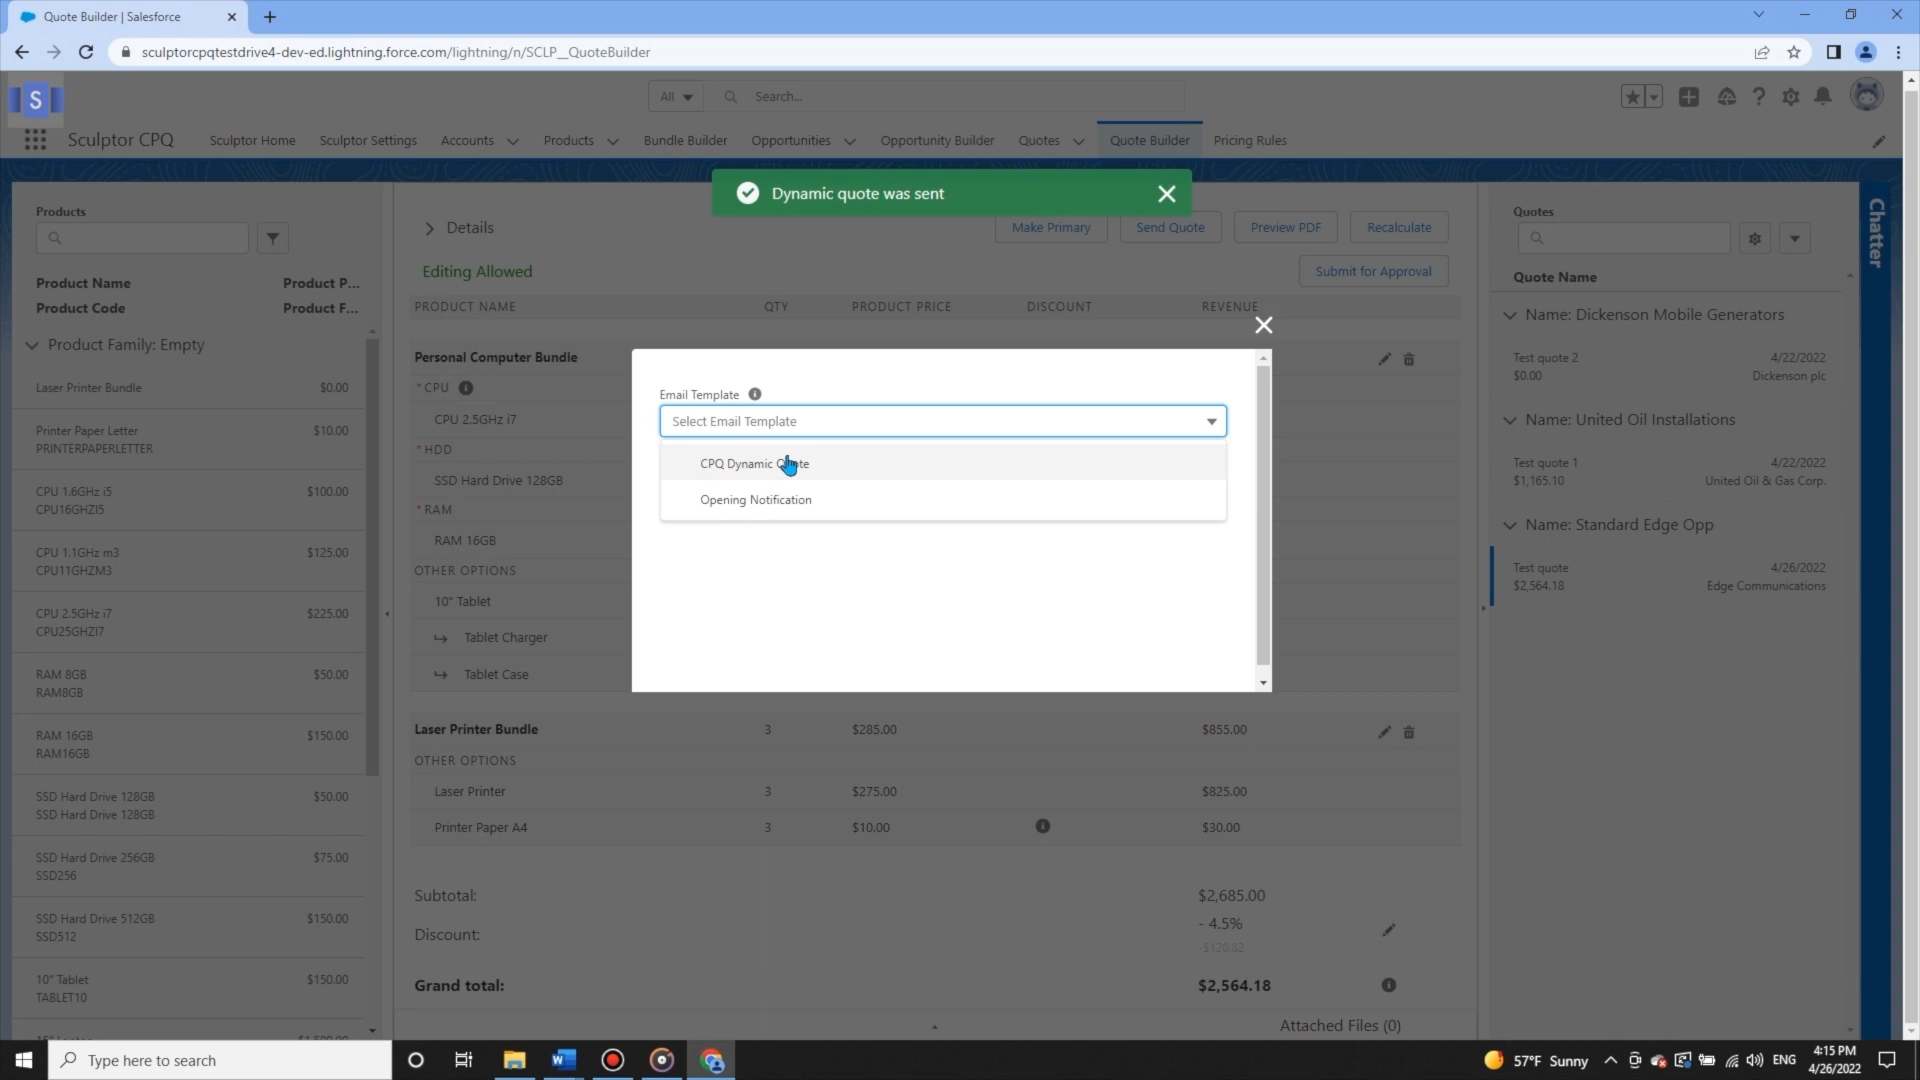 Quote Builder | Salesforce
sculptorcpqtestdrive4-dev-ed.lightning.force.com/lightning/n/SCLP__QuoteBuilder
S
All
Search...
Sculptor CPQ
Sculptor Home
Sculptor Settings
Accounts
Products
Bundle Builder
Opportunities
Opportunity Builder
Quotes
Quote Builder
Pricing Rules
Dynamic quote was sent
Products
Product Name
Product P...
Product Code
Product F...
Product Family: Empty
Laser Printer Bundle
$0.00
Printer Paper Letter
$10.00
PRINTERPAPERLETTER
CPU 1.6GHz i5
$100.00
CPU16GHZI5
CPU 1.1GHz m3
$125.00
CPU11GHZM3
CPU 2.5GHz i7
$225.00
CPU25GHZI7
RAM 8GB
$50.00
RAM8GB
RAM 16GB
$150.00
RAM16GB
SSD Hard Drive 128GB
$50.00
SSD Hard Drive 128GB
SSD Hard Drive 256GB
$75.00
SSD256
SSD Hard Drive 512GB
$150.00
SSD512
10" Tablet
$150.00
TABLET10
Details
Make Primary
Send Quote
Preview PDF
Recalculate
Editing Allowed
Submit for Approval
PRODUCT NAME
QTY
PRODUCT PRICE
DISCOUNT
REVENUE
Personal Computer Bundle
* CPU
CPU 2.5GHz i7
* HDD
SSD Hard Drive 128GB
* RAM
RAM 16GB
OTHER OPTIONS
10" Tablet
Tablet Charger
Tablet Case
Email Template
Select Email Template
CPQ Dynamic Quote
Opening Notification
Laser Printer Bundle
3
$285.00
$855.00
OTHER OPTIONS
Laser Printer
3
$275.00
$825.00
Printer Paper A4
3
$10.00
$30.00
Subtotal:
$2,685.00
Discount:
- 4.5%
-$120.82
Grand total:
$2,564.18
Attached Files (0)
Quotes
Quote Name
Name: Dickenson Mobile Generators
Test quote 2
4/22/2022
$0.00
Dickenson plc
Name: United Oil Installations
Test quote 1
4/22/2022
$1,165.10
United Oil & Gas Corp.
Name: Standard Edge Opp
Test quote
4/26/2022
$2,564.18
Edge Communications
Chatter
Type here to search
57°F Sunny
ENG
4:15 PM
4/26/2022